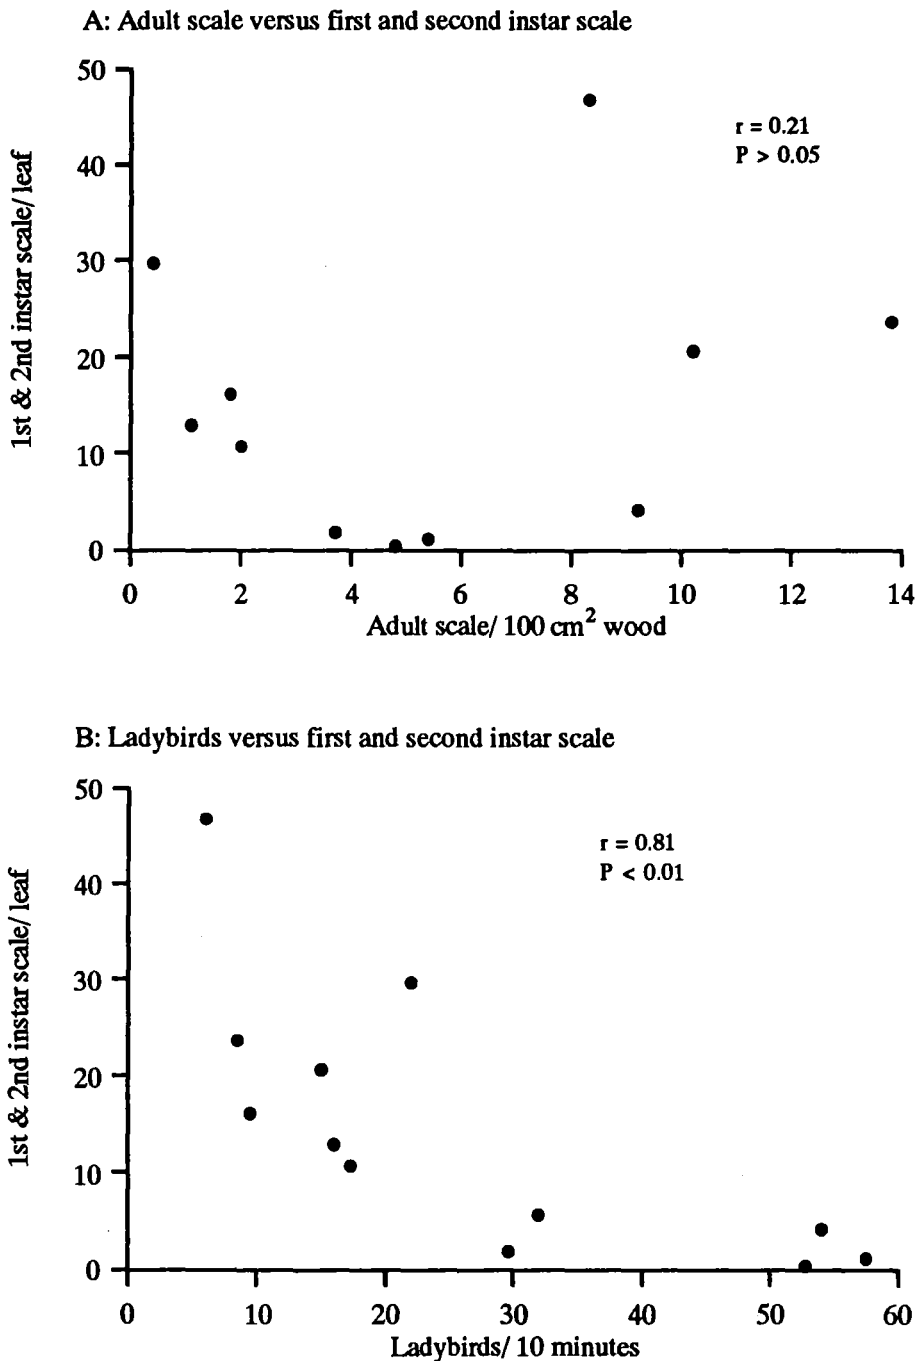 A: Adult scale versus first and second instar scale
50
40
30
20
10
0
1st & 2nd instar scale/ leaf
r = 0.21
P > 0.05
0 2 4 6 8 10 12 14
Adult scale/ 100 cm² wood
B: Ladybirds versus first and second instar scale
50
40
30
20
10
0
1st & 2nd instar scale/ leaf
r = 0.81
P < 0.01
0 10 20 30 40 50 60
Ladybirds/ 10 minutes